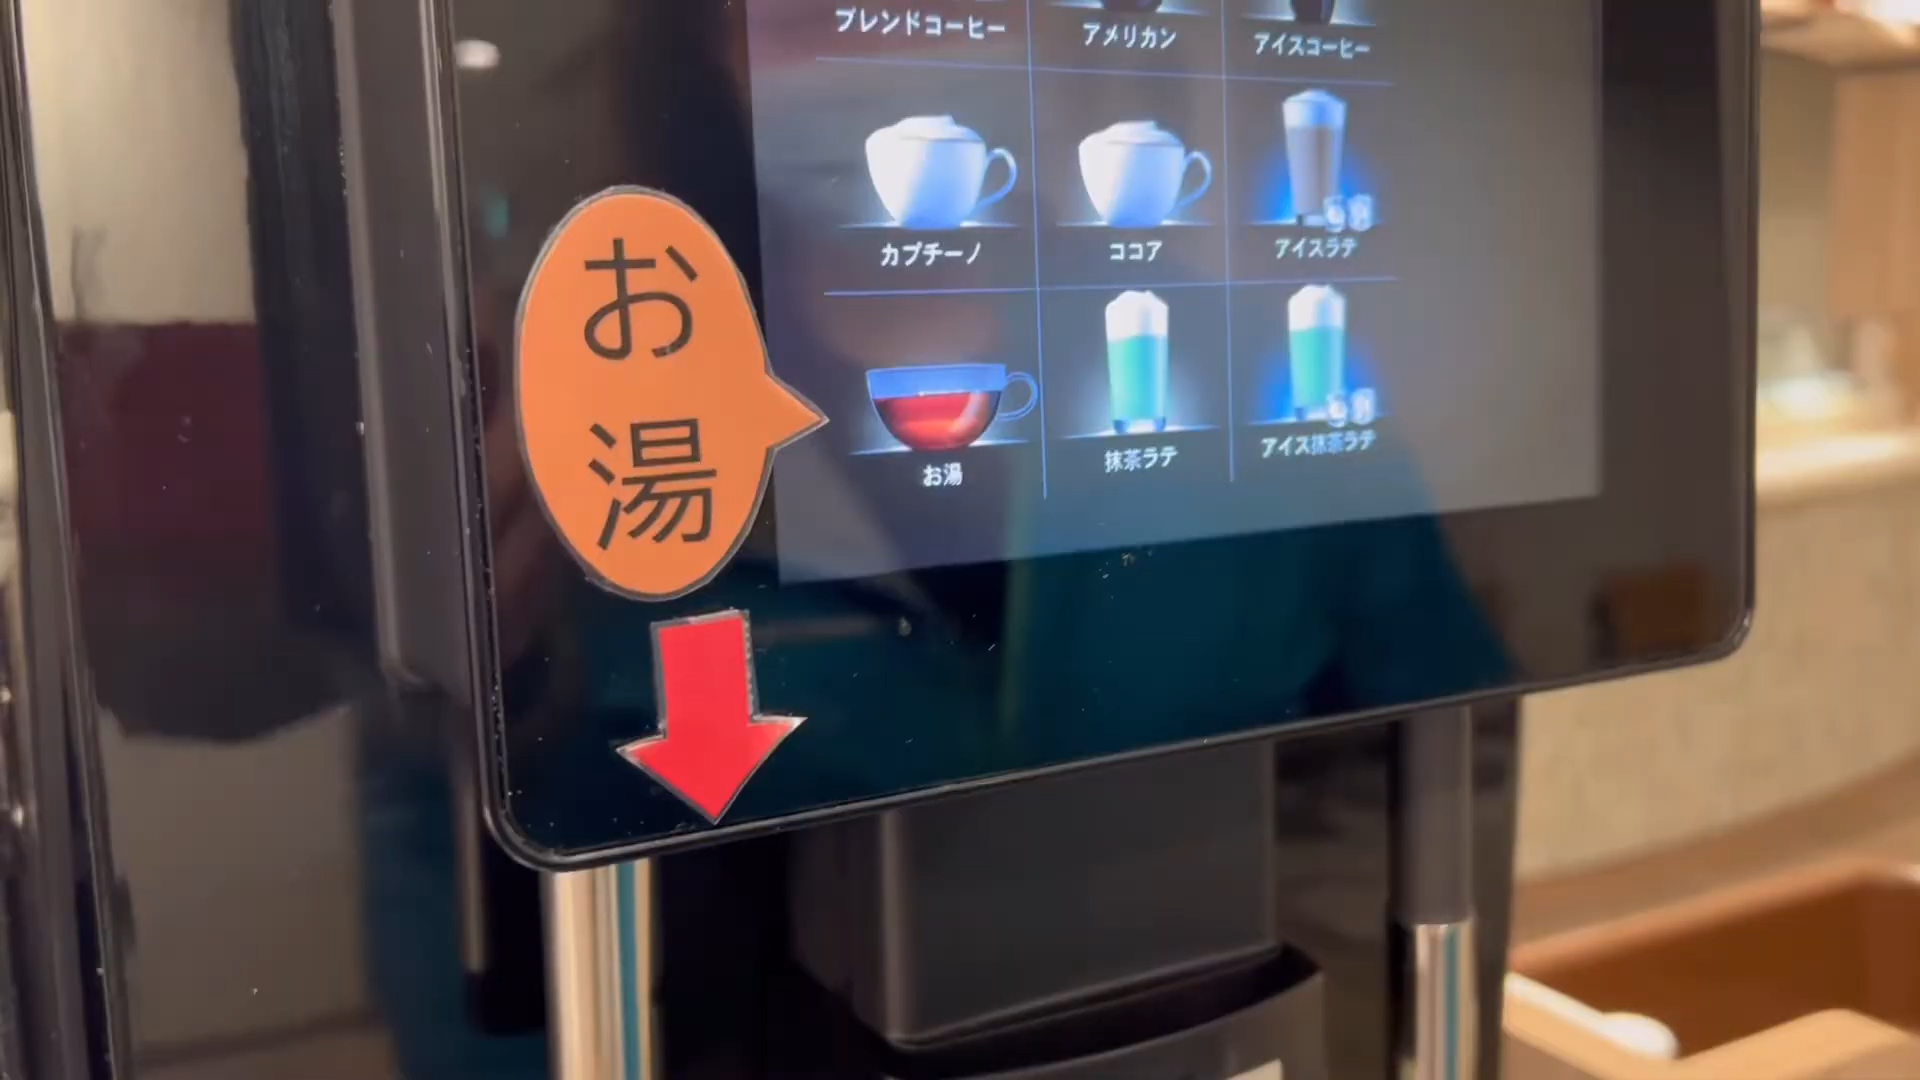 ブレンドコーヒー
アメリカン
アイスコーヒー
カプチーノ
ココア
アイスラテ
お湯
お湯
抹茶ラテ
アイス抹茶ラテ